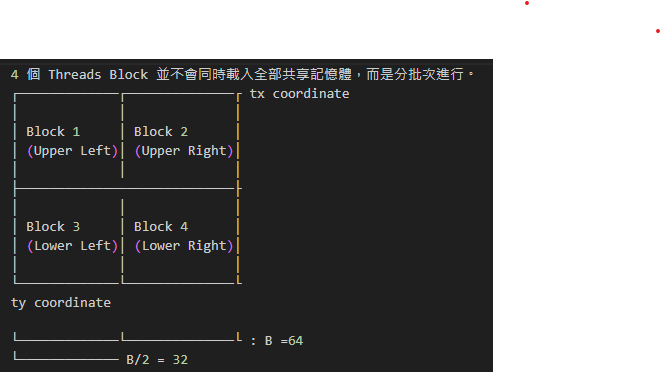 4 個 Threads Block 並不會同時載入全部共享記憶體，而是分批次進行。
tx coordinate
Block 1 Block 2
(Upper Left) (Upper Right)
Block 3 Block 4
(Lower Left) (Lower Right)
ty coordinate
: B =64
B/2 = 32